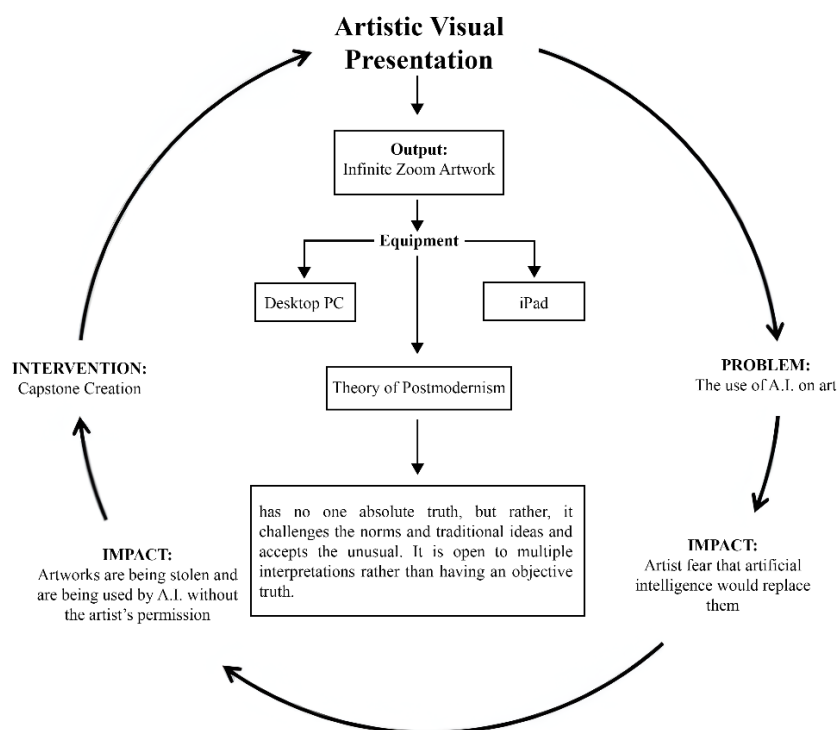 Artistic Visual
Presentation
Output:
Infinite Zoom Artwork
Equipment
Desktop PC
iPad
Theory of Postmodernism
has no one absolute truth, but rather, it
challenges the norms and traditional ideas and
accepts the unusual. It is open to multiple
interpretations rather than having an objective
truth.
PROBLEM:
The use of A.I. on art
IMPACT:
Artist fear that artificial
intelligence would replace
them
IMPACT:
Artworks are being stolen and
are being used by A.I. without
the artist's permission
INTERVENTION:
Capstone Creation